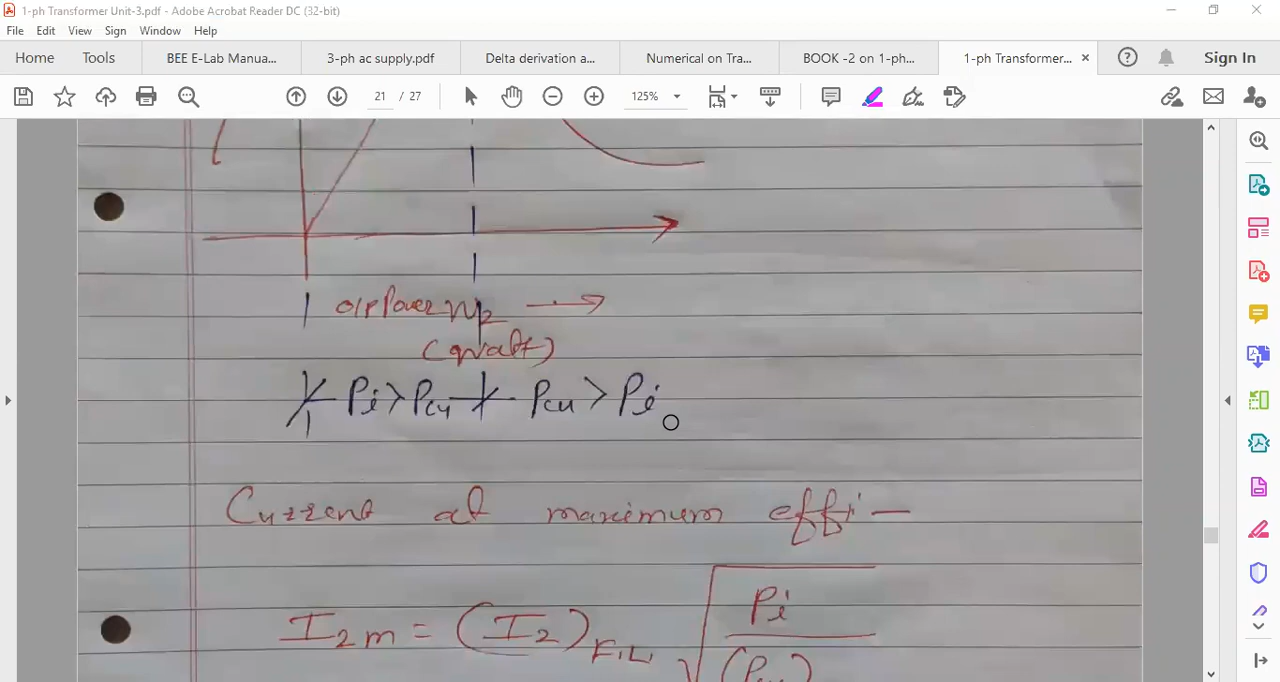 1-ph Transformer Unit-3.pdf - Adobe Acrobat Reader DC (32-bit)
File Edit View Sign Window Help
Home Tools BEE E-Lab Manua... 3-ph ac supply.pdf Delta derivation a... Numerical on Tra... BOOK -2 on 1-ph... 1-ph Transformer... × Sign In
21 / 27 125%
o/p Power W2
Pi > Pcu Pcu > Pi
Current at maximum effi -
I2m = (I2)F.L. √ Pi
(Pcu)